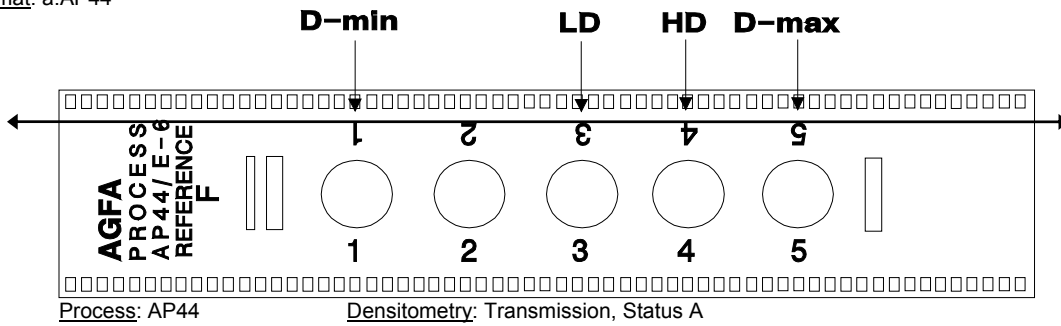 mat: a.AP44
D-min LD HD D-max
1 2 3 4 5
AGFA
PROCESS
AP44/E-6
REFERENCE
F
1 2 3 4 5
Process: AP44 Densitometry: Transmission, Status A